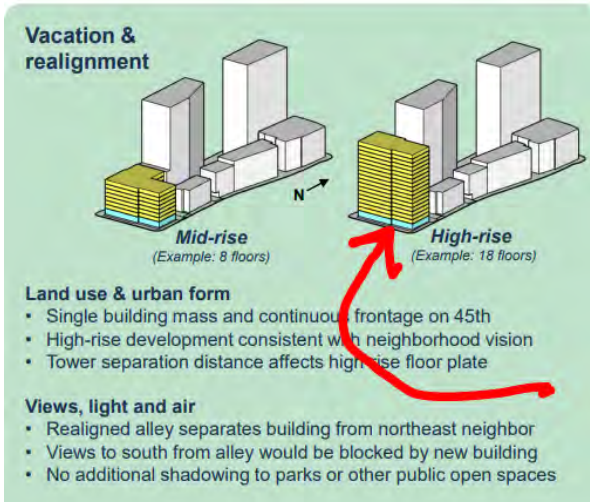 Vacation &
realignment
N
Mid-rise
(Example: 8 floors)
High-rise
(Example: 18 floors)
Land use & urban form
• Single building mass and continuous frontage on 45th
• High-rise development consistent with neighborhood vision
• Tower separation distance affects high-rise floor plate
Views, light and air
• Realigned alley separates building from northeast neighbor
• Views to south from alley would be blocked by new building
• No additional shadowing to parks or other public open spaces